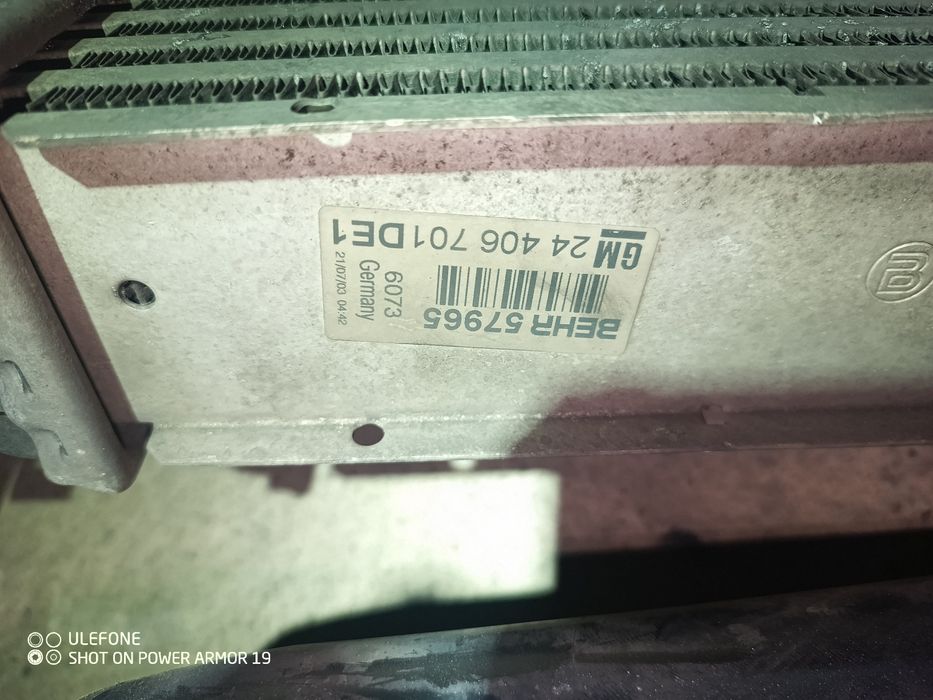 GM 24 406 701 DE1
BEHR 57965
6073
Germany
21/07/03 04:42
B
ULEFONE
SHOT ON POWER ARMOR 19